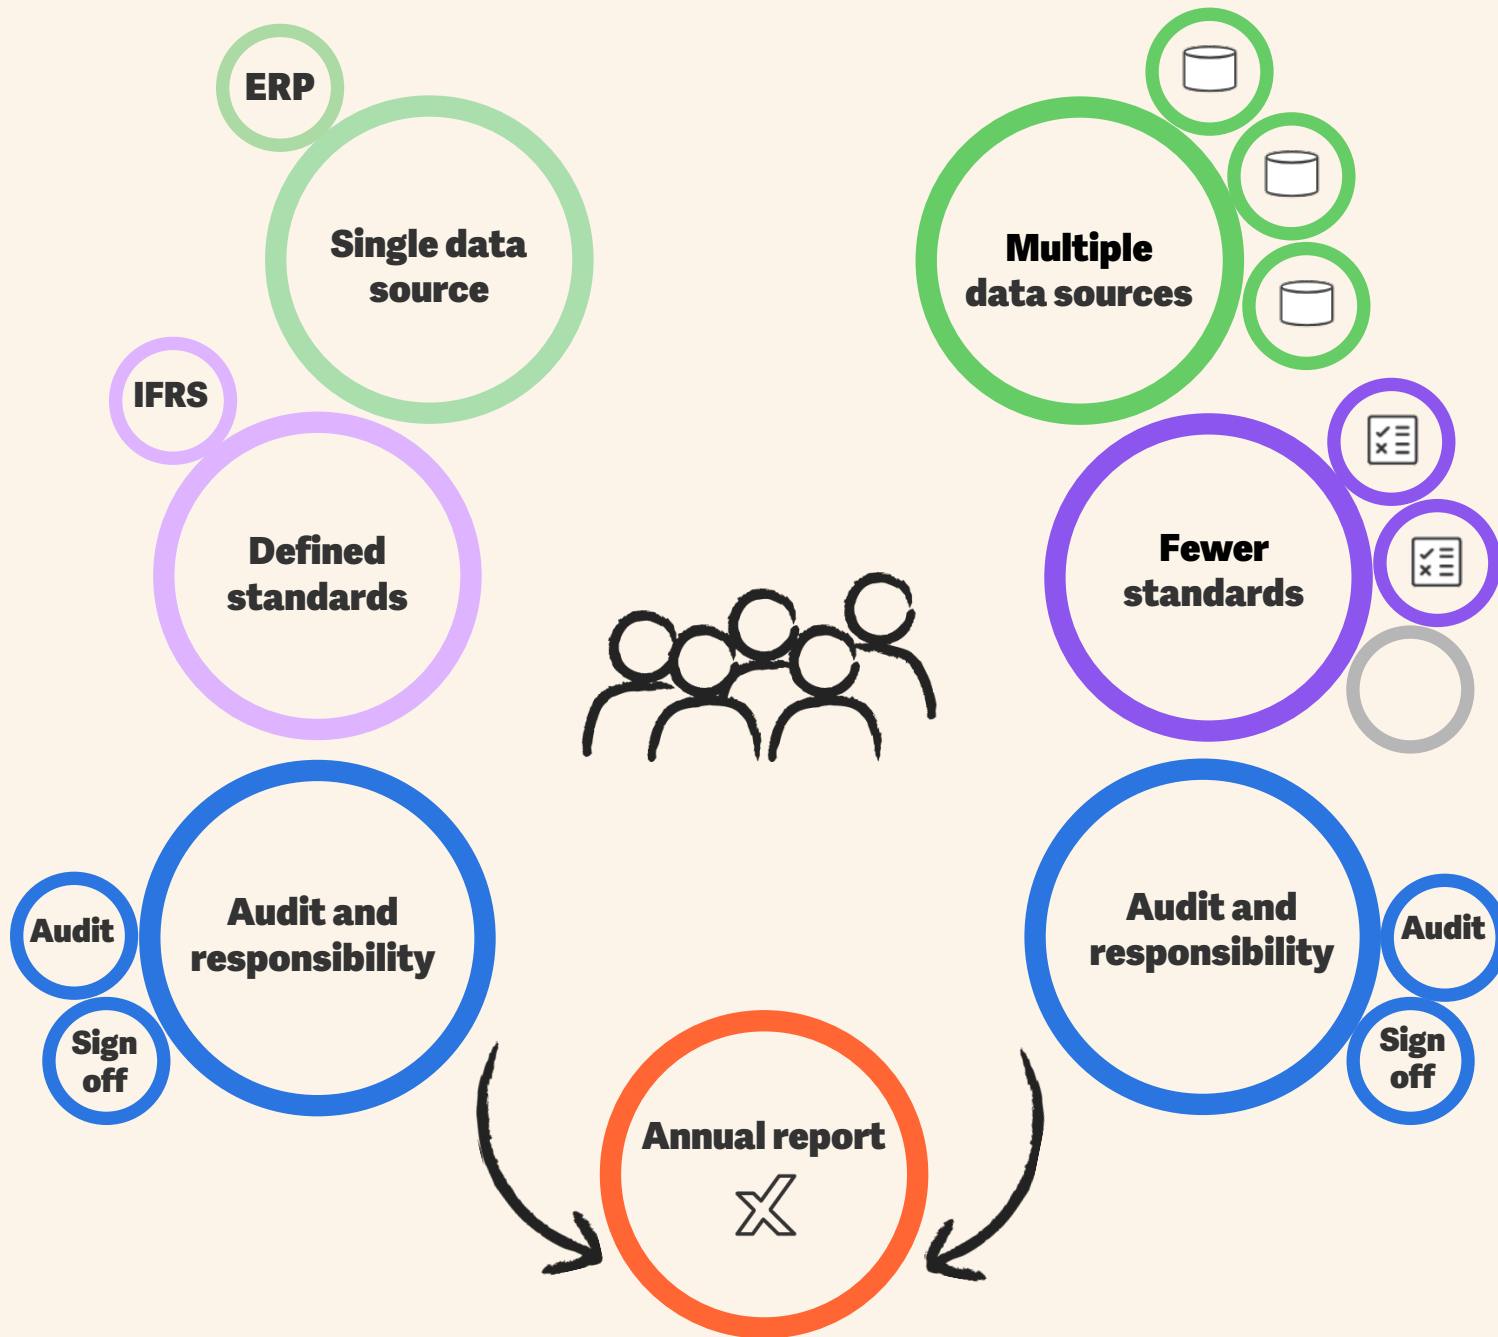 ERP
Single data
source
IFRS
Defined
standards
Audit and
responsibility
Audit
Sign
off
Multiple
data sources
Fewer
standards
Audit and
responsibility
Audit
Sign
off
Annual report